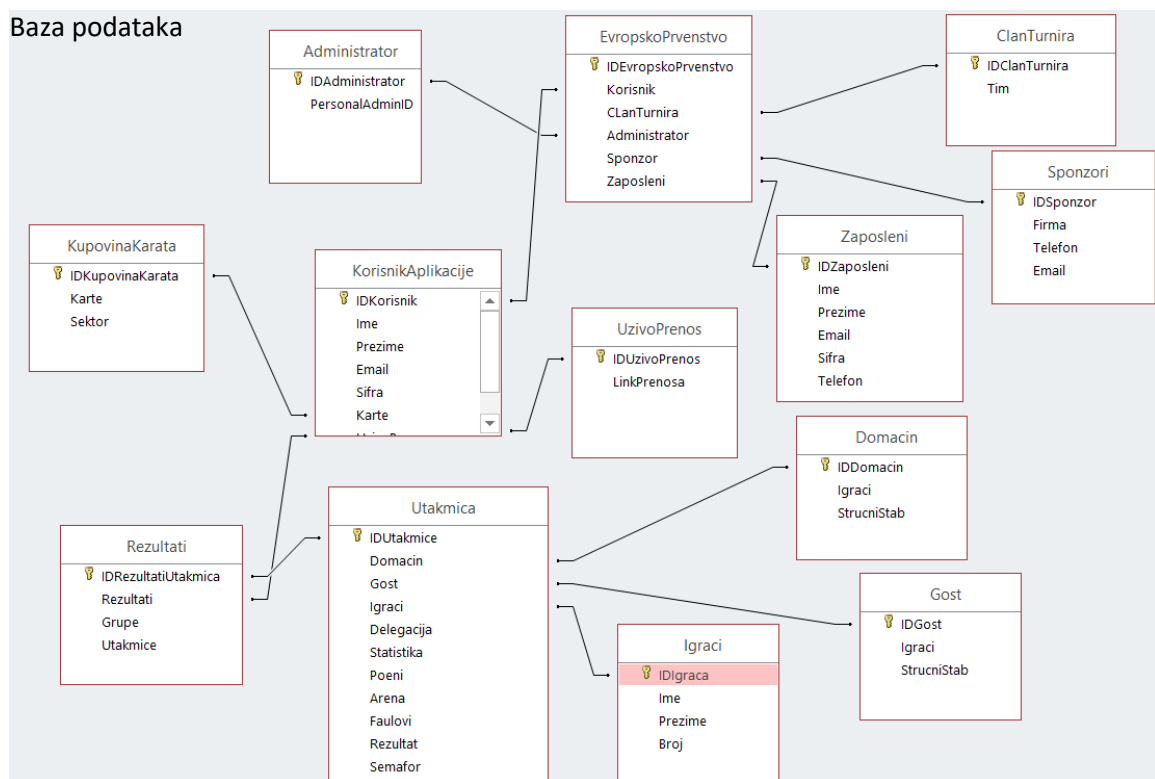 Baza podataka
Administrator
IDAdministrator
PersonalAdminID
EvropskoPrvenstvo
IDEvropskoPrvenstvo
Korisnik
CLanTurnira
Administrator
Sponzor
Zaposleni
ClanTurnira
IDClanTurnira
Tim
Sponzori
IDSponzor
Firma
Telefon
Email
KupovinaKarata
IDKupovinaKarata
Karte
Sektor
KorisnikAplikacije
IDKorisnik
Ime
Prezime
Email
Sifra
Karte
Zaposleni
IDZaposleni
Ime
Prezime
Email
Sifra
Telefon
UzivoPrenos
IDUzivoPrenos
LinkPrenosa
Domacin
IDDomacin
Igraci
StrucniStab
Rezultati
IDRezultatiUtakmica
Rezultati
Grupe
Utakmice
Utakmica
IDUtakmice
Domacin
Gost
Igraci
Delegacija
Statistika
Poeni
Arena
Faulovi
Rezultat
Semafor
Gost
IDGost
Igraci
StrucniStab
Igraci
IDIgraca
Ime
Prezime
Broj